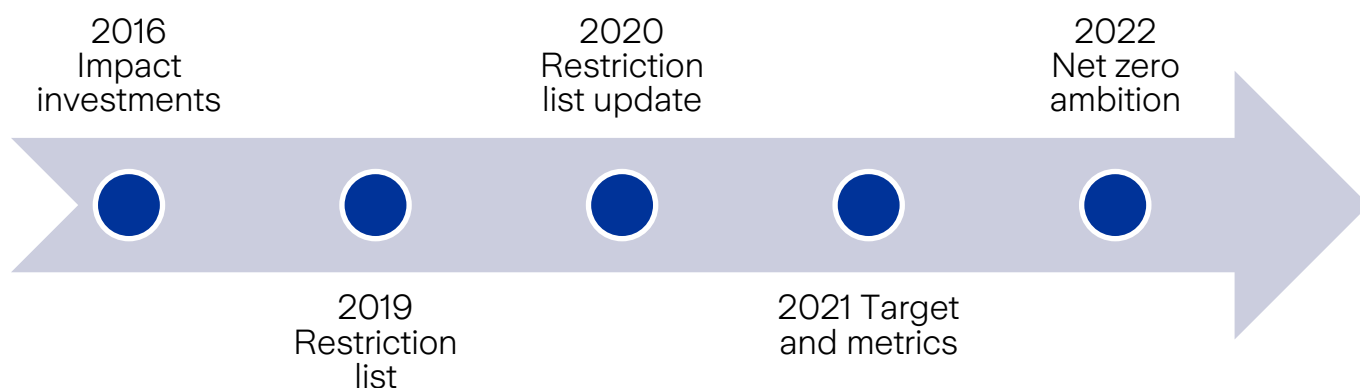 2016
Impact
investments
2019
Restriction
list
2020
Restriction
list update
2021 Target
and metrics
2022
Net zero
ambition